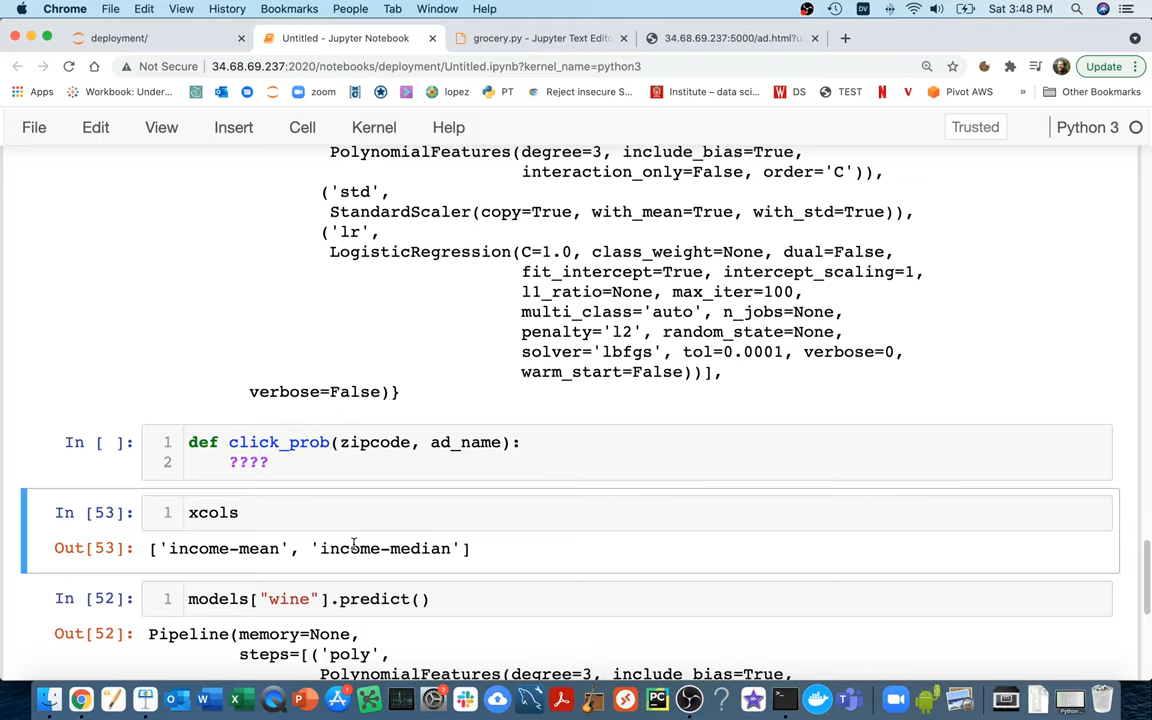 Chrome File Edit View History Bookmarks People Tab Window Help Sat 3:48 PM
deployment/ Untitled - Jupyter Notebook grocery.py - Jupyter Text Edito 34.68.69.237:5000/ad.html?u
Not Secure 34.68.69.237:2020/notebooks/deployment/Untitled.ipynb?kernel_name=python3 Update
Apps Workbook: Under... zoom lopez PT Reject insecure S... Institute – data sci... DS TEST Pivot AWS » Other Bookmarks
File Edit View Insert Cell Kernel Help Trusted Python 3
PolynomialFeatures(degree=3, include_bias=True,
interaction_only=False, order='C')),
('std',
StandardScaler(copy=True, with_mean=True, with_std=True)),
('lr',
LogisticRegression(C=1.0, class_weight=None, dual=False,
fit_intercept=True, intercept_scaling=1,
l1_ratio=None, max_iter=100,
multi_class='auto', n_jobs=None,
penalty='l2', random_state=None,
solver='lbfgs', tol=0.0001, verbose=0,
warm_start=False))],
verbose=False)}
In [ ]: 1 def click_prob(zipcode, ad_name):
2 ????
In [53]: 1 xcols
Out[53]: ['income-mean', 'income-median']
In [52]: 1 models["wine"].predict()
Out[52]: Pipeline(memory=None,
steps=[('poly',
PolynomialFeatures(degree=3, include_bias=True,